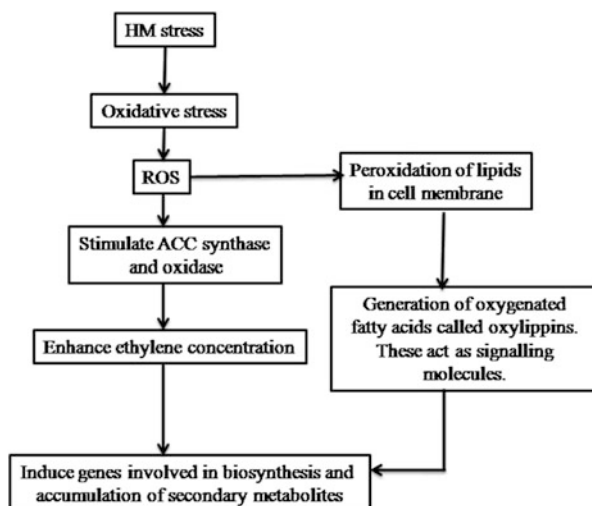 HM stress
Oxidative stress
ROS
Peroxidation of lipids
in cell membrane
Stimulate ACC synthase
and oxidase
Generation of oxygenated
fatty acids called oxylippins.
These act as signalling
molecules.
Enhance ethylene concentration
Induce genes involved in biosynthesis and
accumulation of secondary metabolites